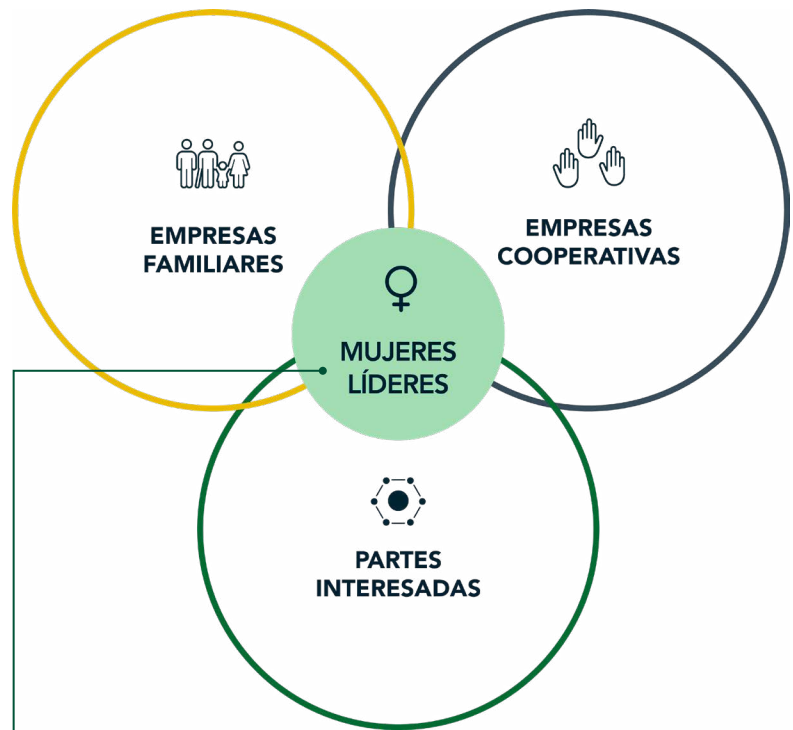 EMPRESAS
FAMILIARES
EMPRESAS
COOPERATIVAS
MUJERES
LÍDERES
PARTES
INTERESADAS